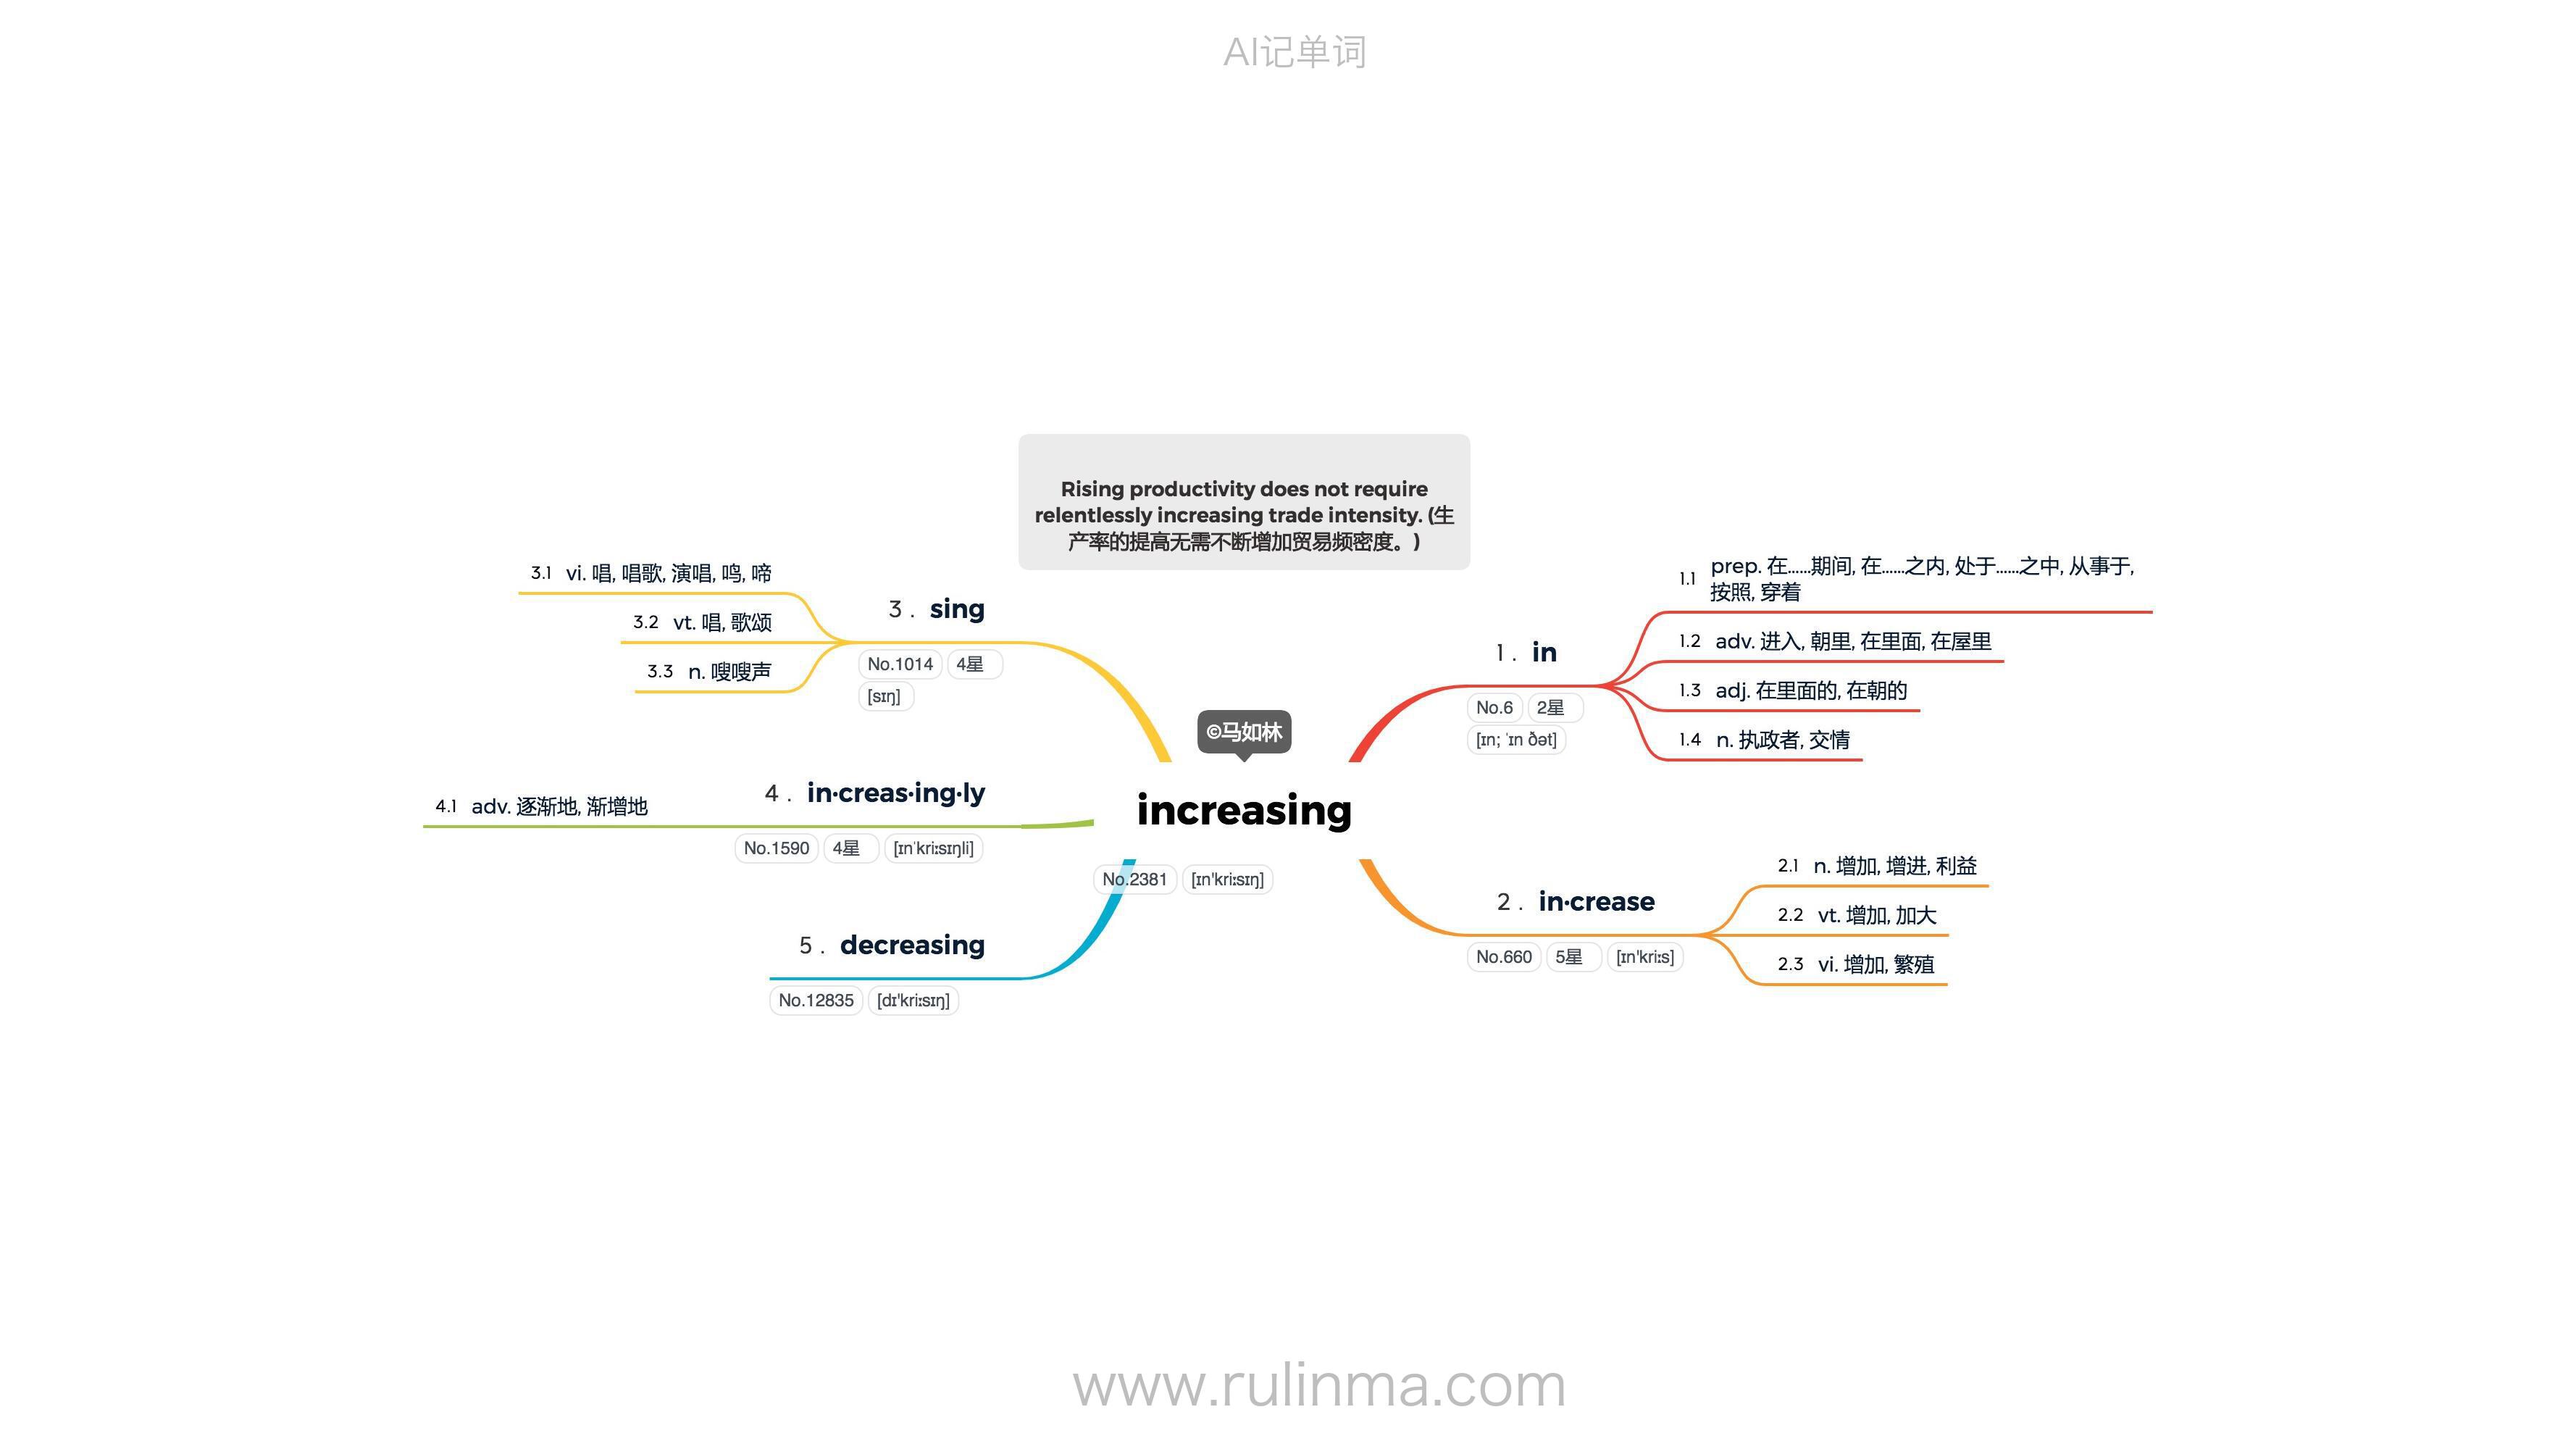 AI记单词
Rising productivity does not require
relentlessly increasing trade intensity. (生
产率的提高无需不断增加贸易频密度。)
©马如林
increasing
No.2381 [ɪn'kriːsɪŋ]
1 . in
No.6 2星
[ɪn; ˈɪn ðət]
1.1 prep. 在……期间, 在……之内, 处于……之中, 从事于,
按照, 穿着
1.2 adv. 进入, 朝里, 在里面, 在屋里
1.3 adj. 在里面的, 在朝的
1.4 n. 执政者, 交情
2 . in·crease
No.660 5星 [ɪn'kriːs]
2.1 n. 增加, 增进, 利益
2.2 vt. 增加, 加大
2.3 vi. 增加, 繁殖
3 . sing
No.1014 4星
[sɪŋ]
3.1 vi. 唱, 唱歌, 演唱, 鸣, 啼
3.2 vt. 唱, 歌颂
3.3 n. 嗖嗖声
4 . in·creas·ing·ly
No.1590 4星 [ɪnˈkriːsɪŋli]
4.1 adv. 逐渐地, 渐增地
5 . decreasing
No.12835 [dɪ'kriːsɪŋ]
www.rulinma.com